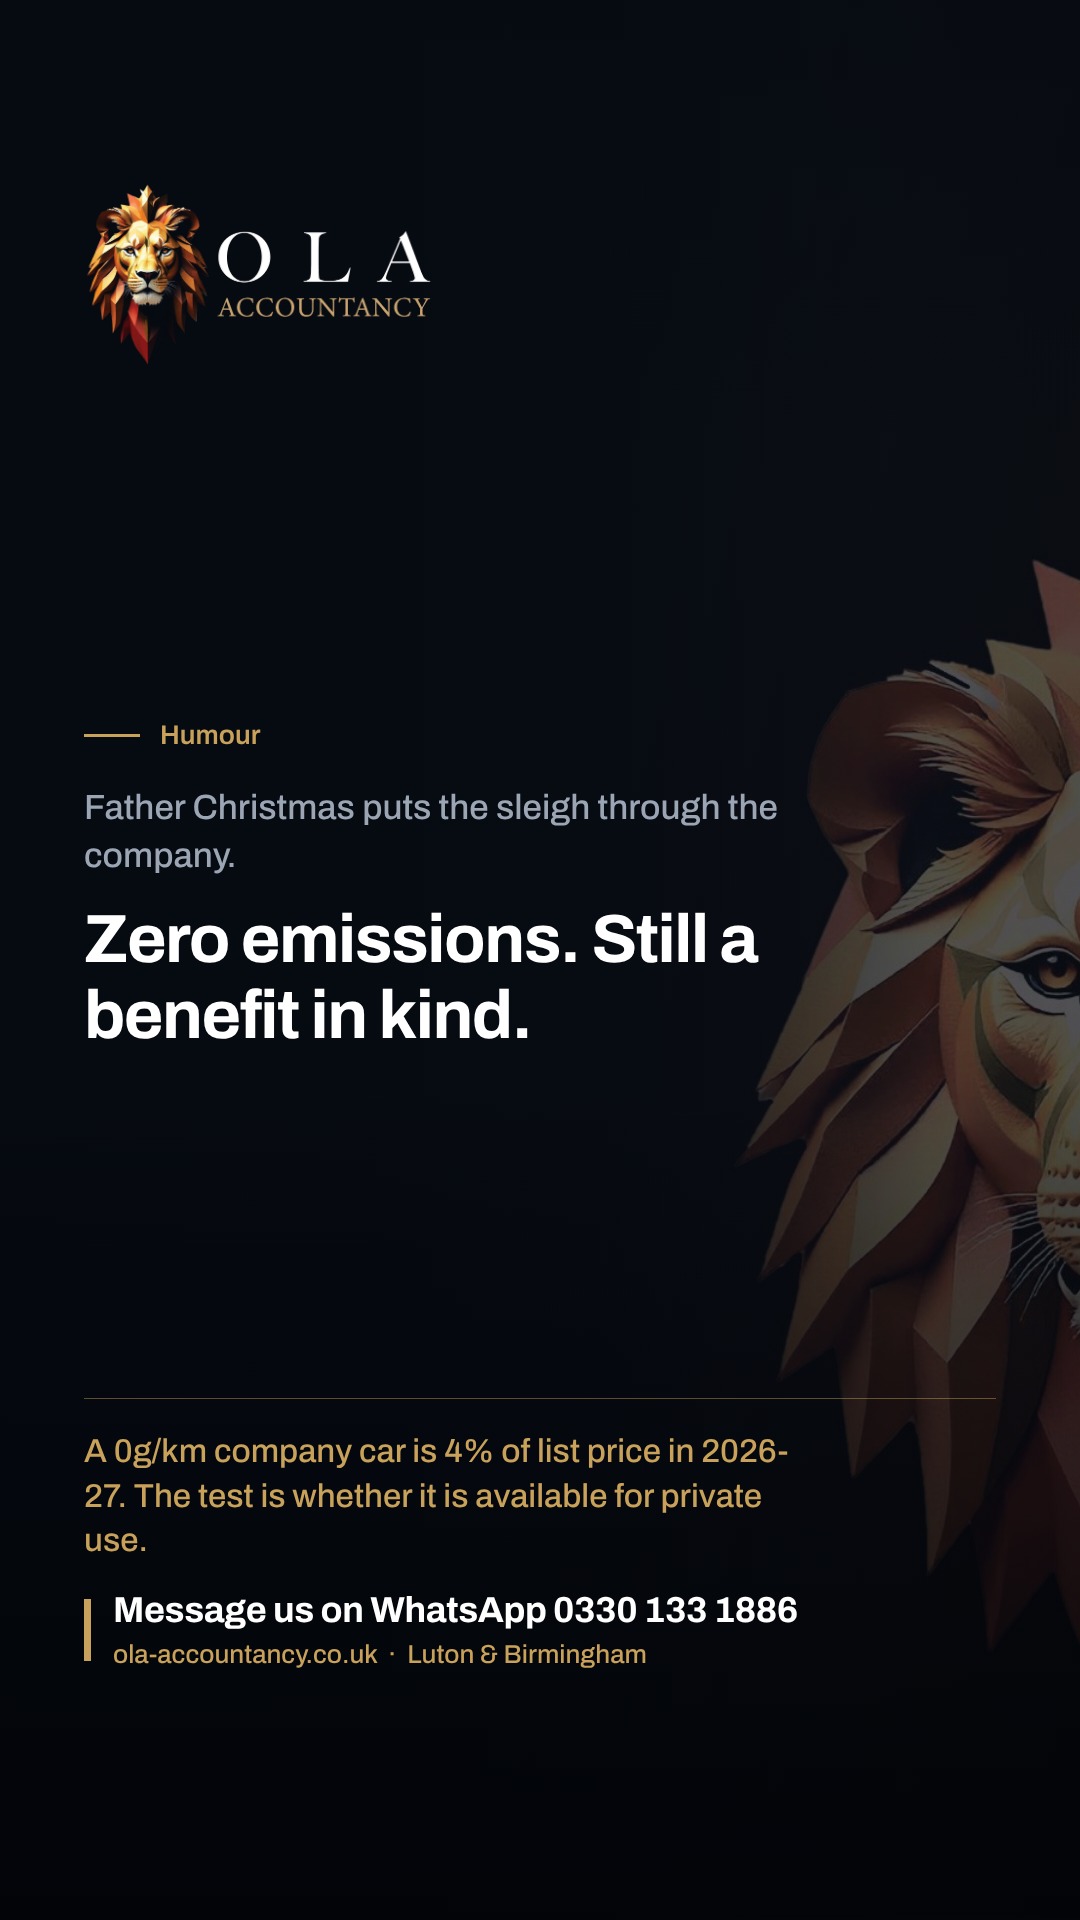 OLA
ACCOUNTANCY
Humour
Father Christmas puts the sleigh through the
company.
Zero emissions. Still a
benefit in kind.
A 0g/km company car is 4% of list price in 2026-
27. The test is whether it is available for private
use.
Message us on WhatsApp 0330 133 1886
ola-accountancy.co.uk · Luton & Birmingham